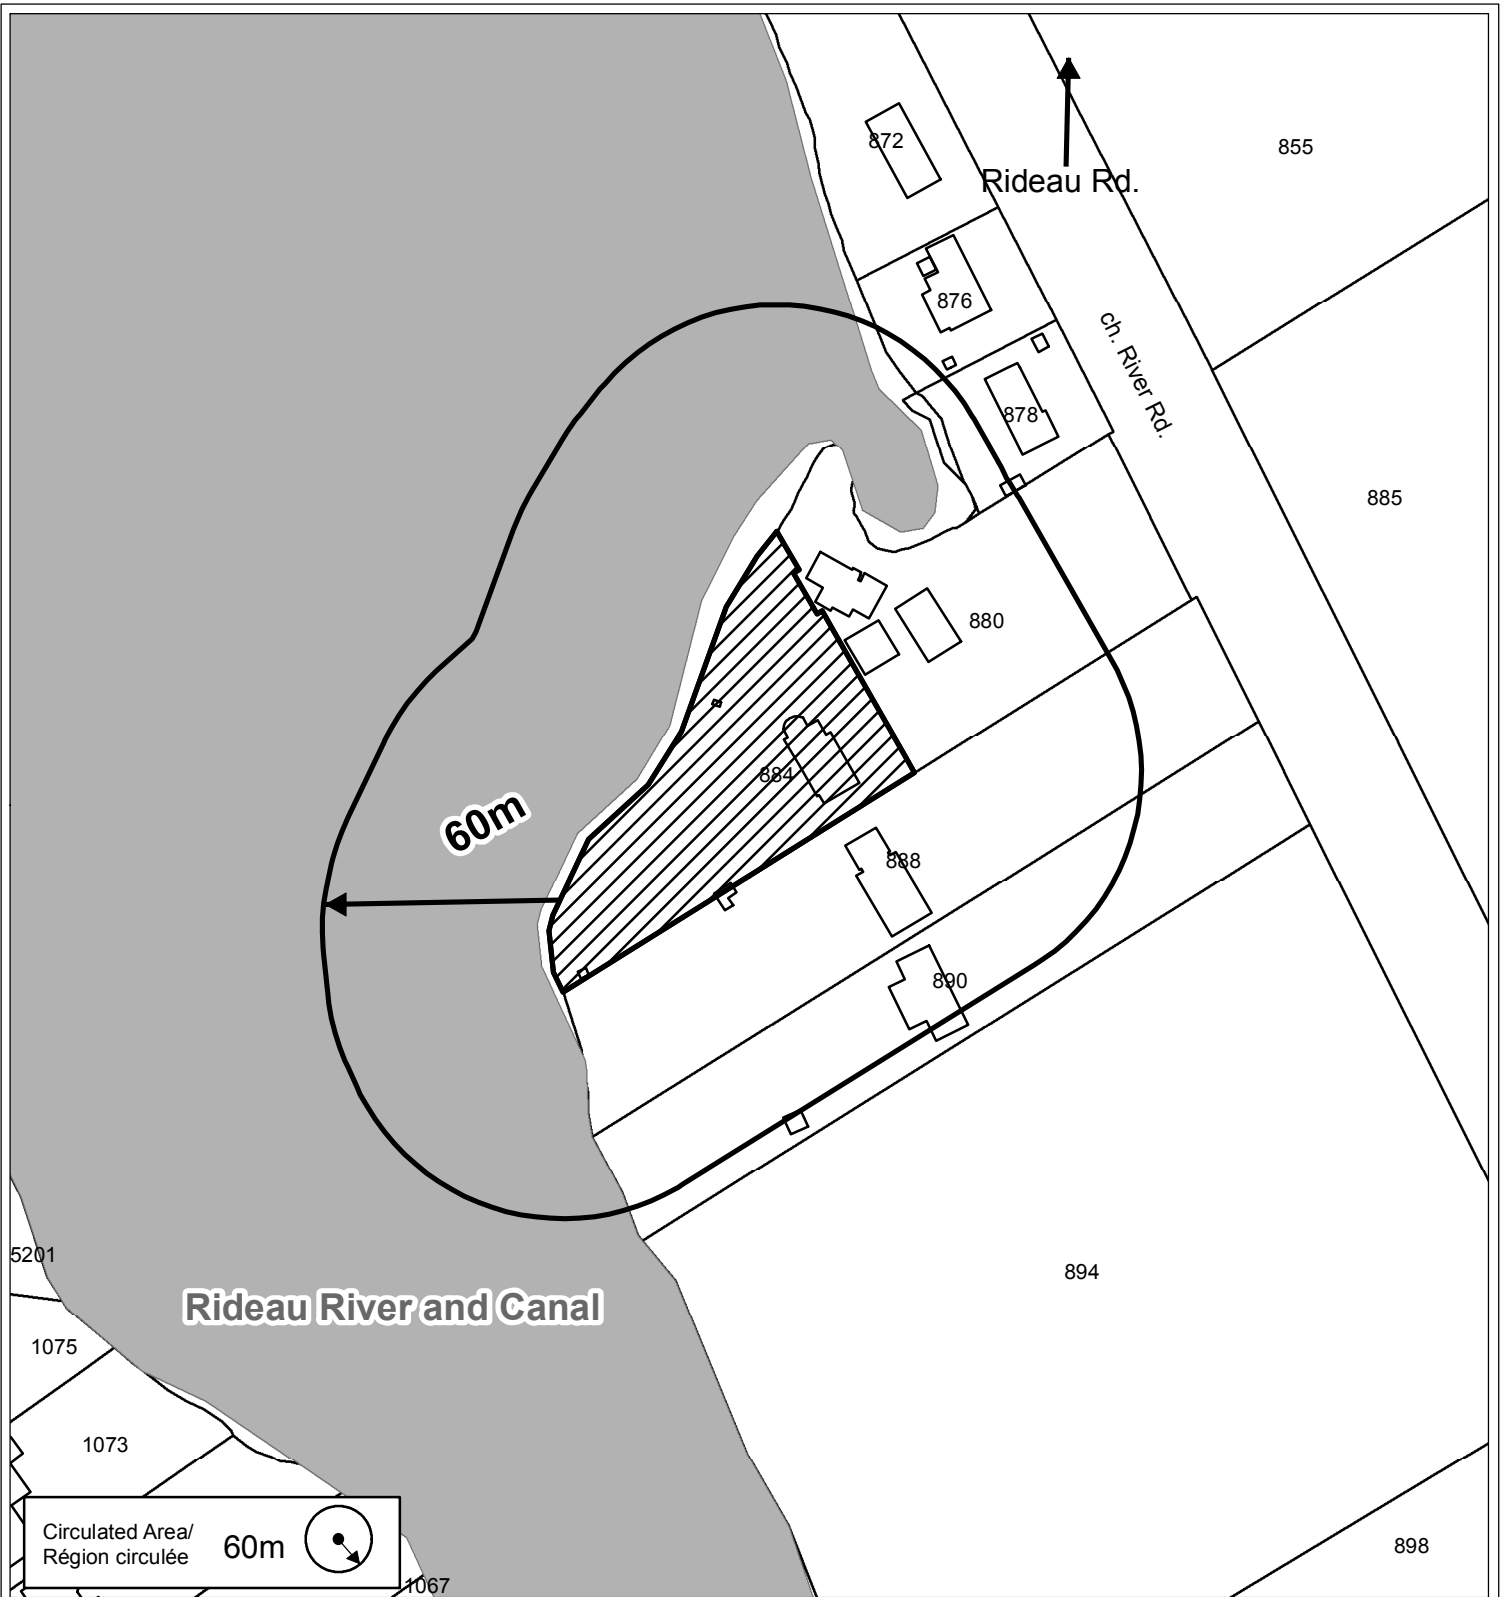 872
855
Rideau Rd.
876
ch. River Rd.
878
885
880
884
60m
888
890
5201
894
Rideau River and Canal
1075
1073
Circulated Area/
Région circulée
60m
898
1067